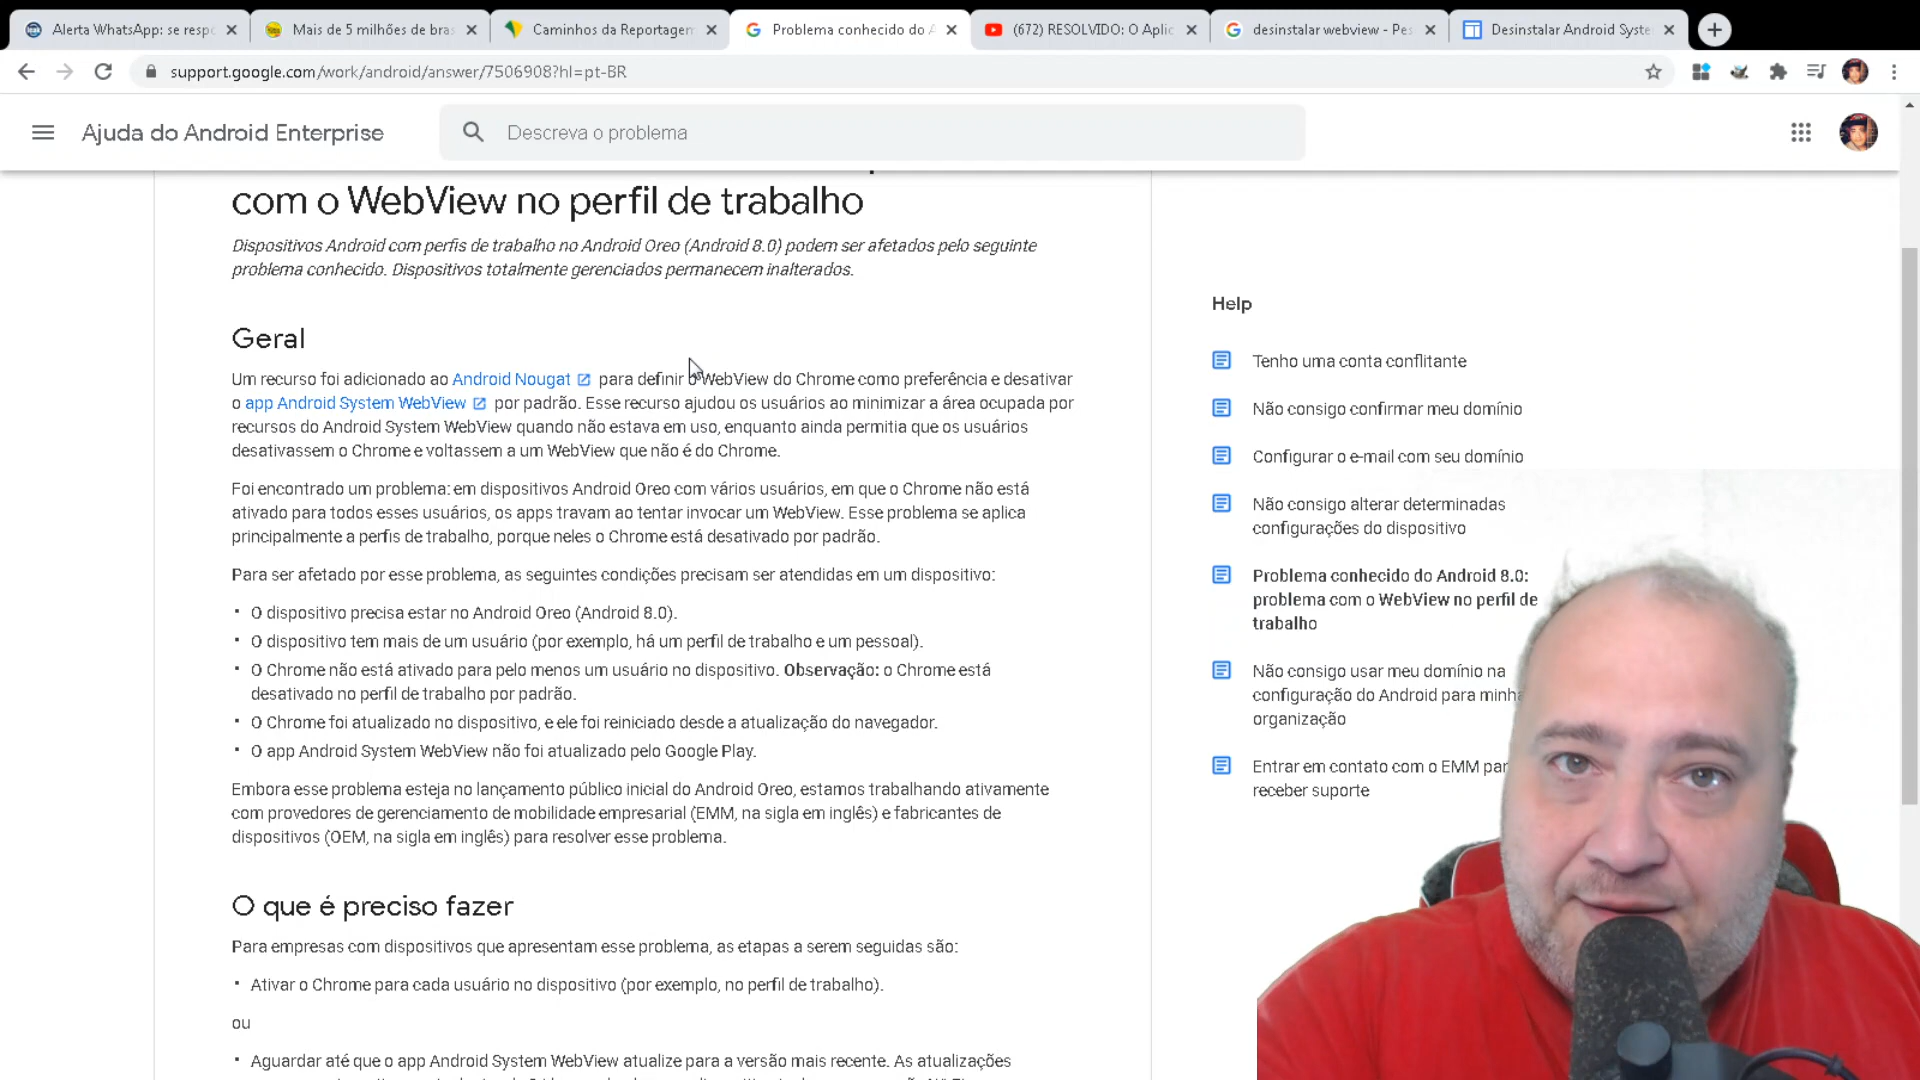 Alerta WhatsApp: se respo
Mais de 5 milhões de bras
Caminhos da Reportagem
Problema conhecido do A
(672) RESOLVIDO: O Aplic
desinstalar webview - Pes
Desinstalar Android Syste
support.google.com/work/android/answer/7506908?hl=pt-BR
Ajuda do Android Enterprise
Descreva o problema
com o WebView no perfil de trabalho
Dispositivos Android com perfis de trabalho no Android Oreo (Android 8.0) podem ser afetados pelo seguinte
problema conhecido. Dispositivos totalmente gerenciados permanecem inalterados.
Geral
Um recurso foi adicionado ao Android Nougat para definir o WebView do Chrome como preferência e desativar
o app Android System WebView por padrão. Esse recurso ajudou os usuários ao minimizar a área ocupada por
recursos do Android System WebView quando não estava em uso, enquanto ainda permitia que os usuários
desativassem o Chrome e voltassem a um WebView que não é do Chrome.
Foi encontrado um problema: em dispositivos Android Oreo com vários usuários, em que o Chrome não está
ativado para todos esses usuários, os apps travam ao tentar invocar um WebView. Esse problema se aplica
principalmente a perfis de trabalho, porque neles o Chrome está desativado por padrão.
Para ser afetado por esse problema, as seguintes condições precisam ser atendidas em um dispositivo:
• O dispositivo precisa estar no Android Oreo (Android 8.0).
• O dispositivo tem mais de um usuário (por exemplo, há um perfil de trabalho e um pessoal).
• O Chrome não está ativado para pelo menos um usuário no dispositivo. Observação: o Chrome está
desativado no perfil de trabalho por padrão.
• O Chrome foi atualizado no dispositivo, e ele foi reiniciado desde a atualização do navegador.
• O app Android System WebView não foi atualizado pelo Google Play.
Embora esse problema esteja no lançamento público inicial do Android Oreo, estamos trabalhando ativamente
com provedores de gerenciamento de mobilidade empresarial (EMM, na sigla em inglês) e fabricantes de
dispositivos (OEM, na sigla em inglês) para resolver esse problema.
O que é preciso fazer
Para empresas com dispositivos que apresentam esse problema, as etapas a serem seguidas são:
• Ativar o Chrome para cada usuário no dispositivo (por exemplo, no perfil de trabalho).
ou
• Aguardar até que o app Android System WebView atualize para a versão mais recente. As atualizações
Help
Tenho uma conta conflitante
Não consigo confirmar meu domínio
Configurar o e-mail com seu domínio
Não consigo alterar determinadas
configurações do dispositivo
Problema conhecido do Android 8.0:
problema com o WebView no perfil de
trabalho
Não consigo usar meu domínio na
configuração do Android para minha
organização
Entrar em contato com o EMM par
receber suporte